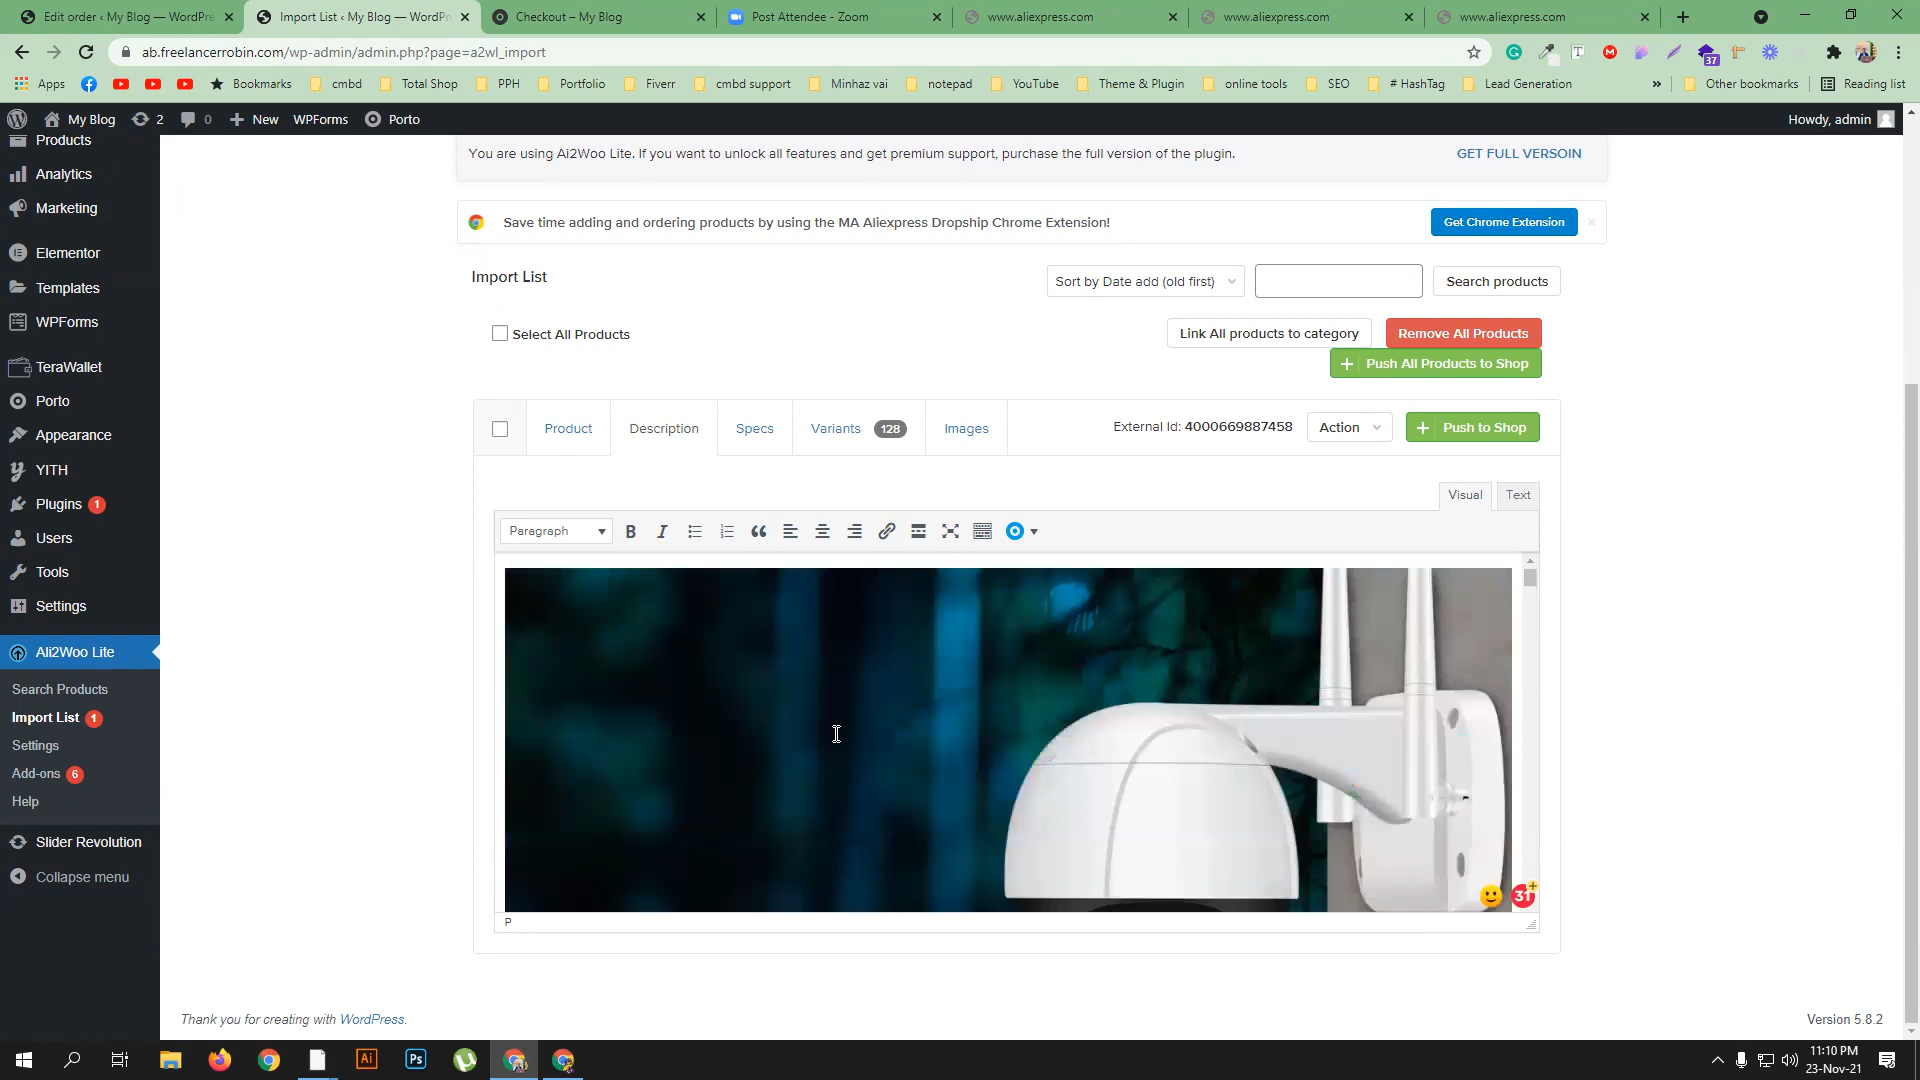 Edit order ‹ My Blog — WordPre
Import List ‹ My Blog — WordPr
Checkout – My Blog
Post Attendee - Zoom
www.aliexpress.com
www.aliexpress.com
www.aliexpress.com
ab.freelancerrobin.com/wp-admin/admin.php?page=a2wl_import
37
Apps
Bookmarks
cmbd
Total Shop
PPH
Portfolio
Fiverr
cmbd support
Minhaz vai
notepad
YouTube
Theme & Plugin
online tools
SEO
# HashTag
Lead Generation
»
Other bookmarks
Reading list
My Blog
2
0
New
WPForms
Porto
Howdy, admin
Products
Analytics
Marketing
Elementor
Templates
WPForms
TeraWallet
Porto
Appearance
YITH
Plugins 1
Users
Tools
Settings
Ali2Woo Lite
Search Products
Import List 1
Settings
Add-ons 6
Help
Slider Revolution
Collapse menu
You are using Ai2Woo Lite. If you want to unlock all features and get premium support, purchase the full version of the plugin.
GET FULL VERSOIN
Save time adding and ordering products by using the MA Aliexpress Dropship Chrome Extension!
Get Chrome Extension
Import List
Sort by Date add (old first)
Search products
Select All Products
Link All products to category
Remove All Products
Push All Products to Shop
Product
Description
Specs
Variants 128
Images
External Id: 4000669887458
Action
Push to Shop
Visual
Text
Paragraph
31
P
Thank you for creating with WordPress.
Version 5.8.2
Ai
Ps
11:10 PM
23-Nov-21